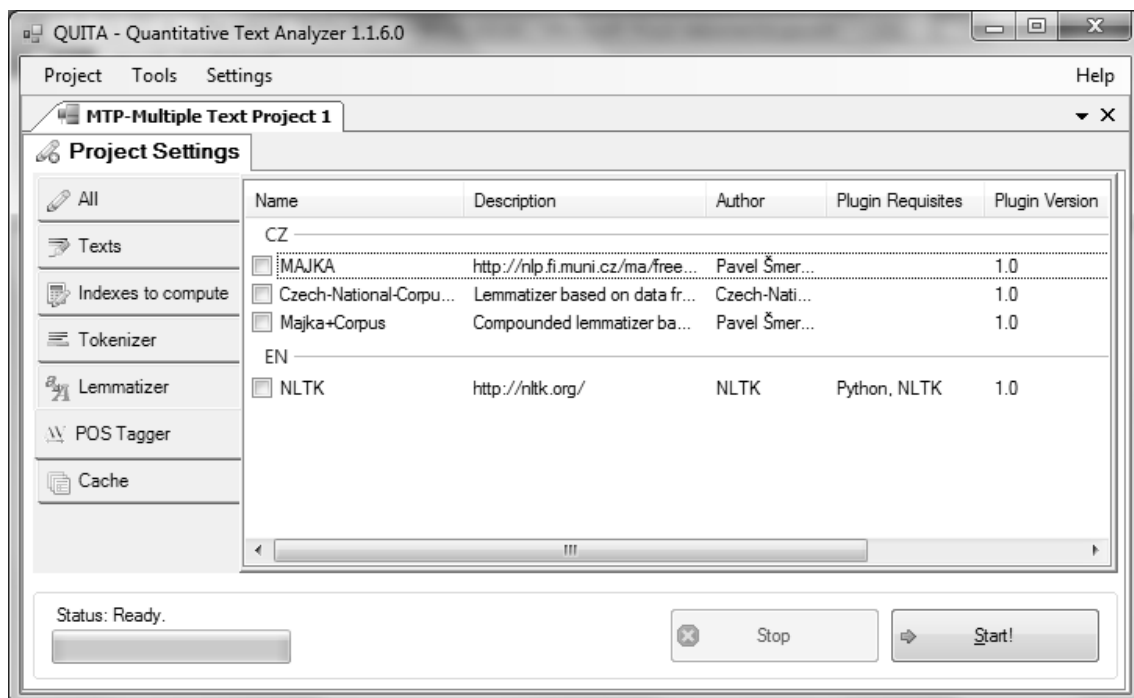 QUITA - Quantitative Text Analyzer 1.1.6.0
Project Tools Settings Help
MTP-Multiple Text Project 1
Project Settings
All
Texts
Indexes to compute
Tokenizer
Lemmatizer
POS Tagger
Cache
Name Description Author Plugin Requisites Plugin Version
CZ
MAJKA http://nlp.fi.muni.cz/ma/free... Pavel Šmer... 1.0
Czech-National-Corpu... Lemmatizer based on data fr... Czech-Nati... 1.0
Majka+Corpus Compounded lemmatizer ba... Pavel Šmer... 1.0
EN
NLTK http://nltk.org/ NLTK Python, NLTK 1.0
Status: Ready.
Stop Start!